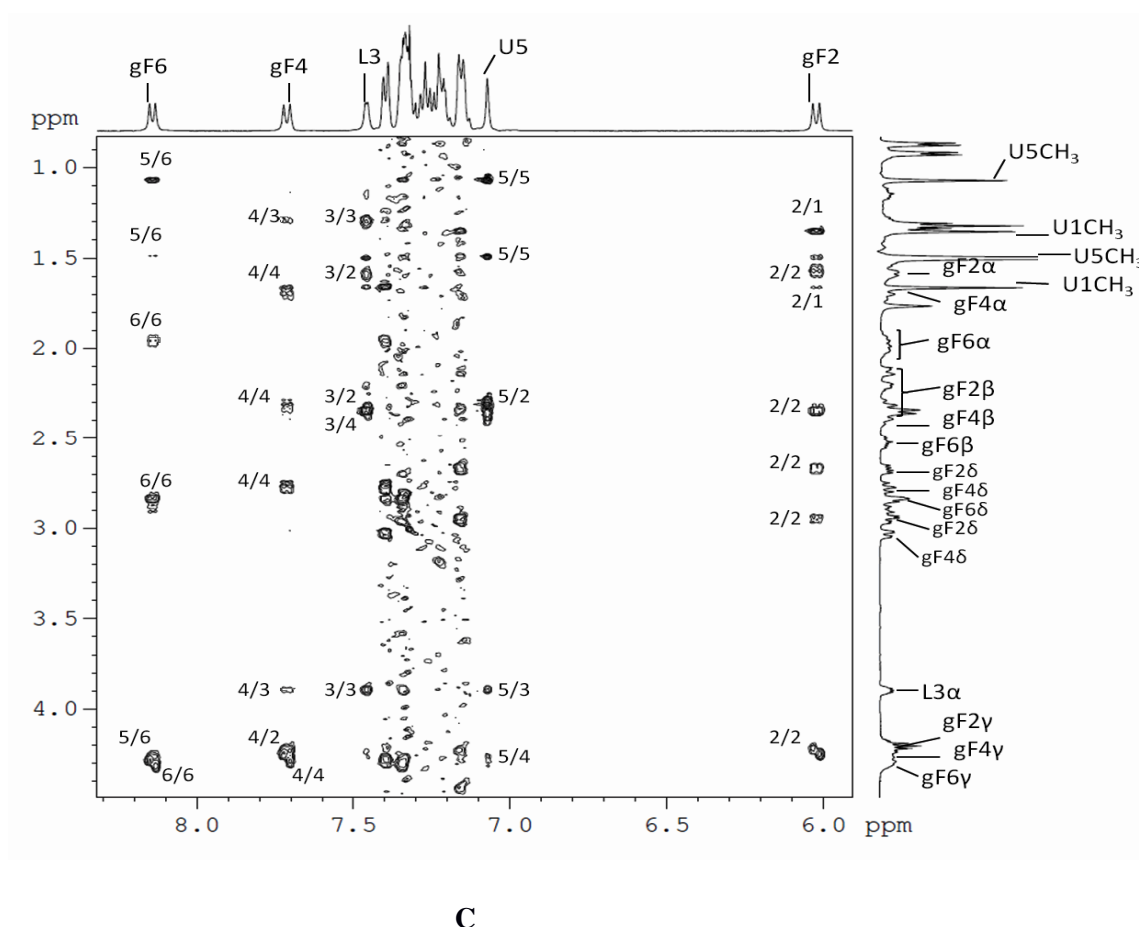 gF6 gF4 L3 U5 gF2
ppm
1.0
1.5
2.0
2.5
3.0
3.5
4.0
5/6 5/5 2/1
4/3 3/3
5/6 5/5
4/4 3/2 2/2
2/1
6/6
4/4 3/2 5/2 2/2
3/4
6/6 4/4 2/2
2/2
4/3 3/3 5/3
5/6 4/2 5/4 2/2
6/6 4/4
U5CH₃
U1CH₃
U5CH₃
gF2α
U1CH₃
gF4α
gF6α
gF2β
gF4β
gF6β
gF2δ
gF4δ
gF6δ
gF2δ
gF4δ
L3α
gF2γ
gF4γ
gF6γ
8.0 7.5 7.0 6.5 6.0 ppm
C